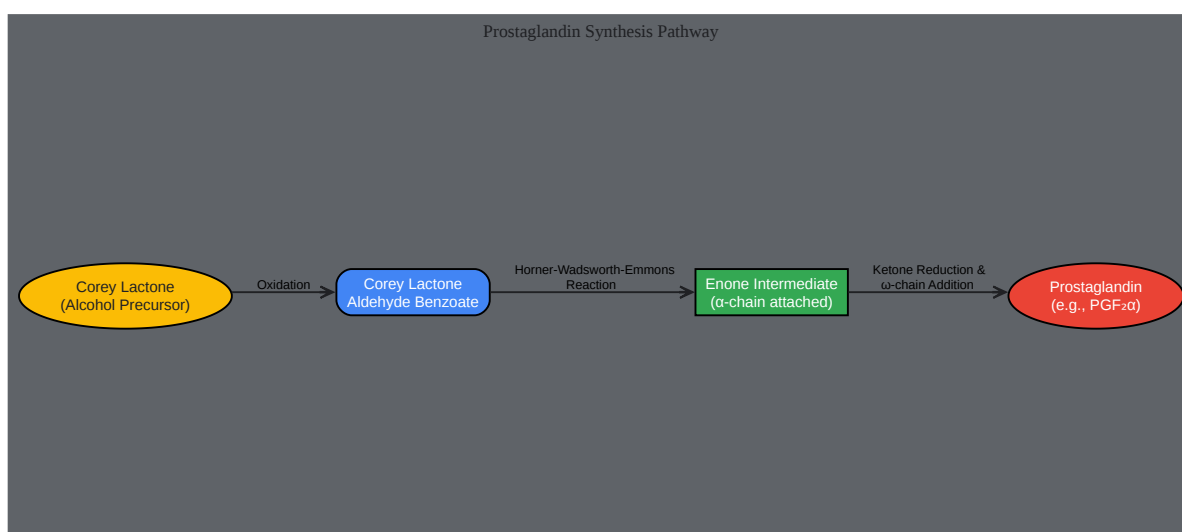 Prostaglandin Synthesis Pathway
Corey Lactone
(Alcohol Precursor)
Oxidation
Corey Lactone
Aldehyde Benzoate
Horner-Wadsworth-Emmons
Reaction
Enone Intermediate
(α-chain attached)
Ketone Reduction &
ω-chain Addition
Prostaglandin
(e.g., PGF₂α)